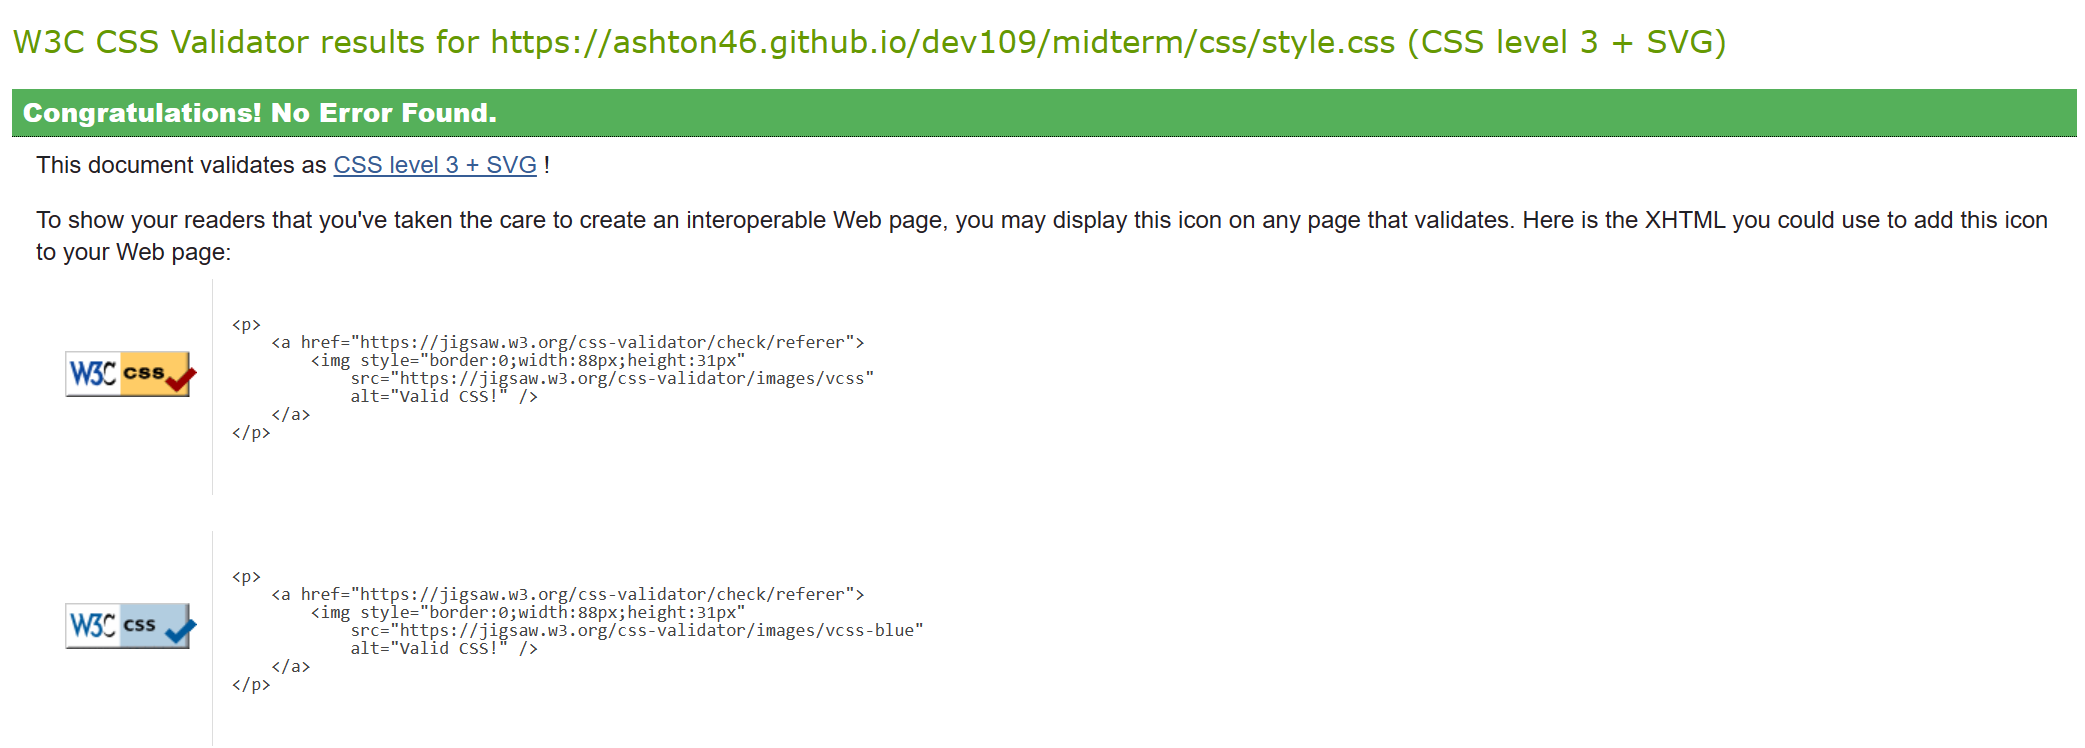 W3C CSS Validator results for https://ashton46.github.io/dev109/midterm/css/style.css (CSS level 3 + SVG)
Congratulations! No Error Found.
This document validates as CSS level 3 + SVG !
To show your readers that you've taken the care to create an interoperable Web page, you may display this icon on any page that validates. Here is the XHTML you could use to add this icon
to your Web page:
W3C css
<p>
    <a href="https://jigsaw.w3.org/css-validator/check/referer">
        <img style="border:0;width:88px;height:31px"
            src="https://jigsaw.w3.org/css-validator/images/vcss"
            alt="Valid CSS!" />
    </a>
</p>
W3C css
<p>
    <a href="https://jigsaw.w3.org/css-validator/check/referer">
        <img style="border:0;width:88px;height:31px"
            src="https://jigsaw.w3.org/css-validator/images/vcss-blue"
            alt="Valid CSS!" />
    </a>
</p>